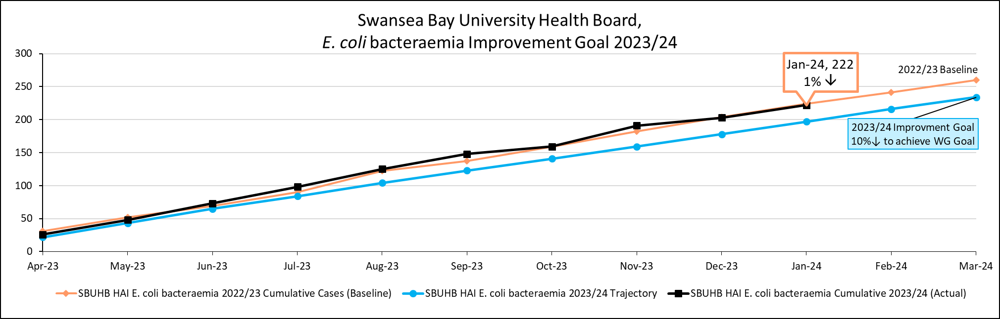 Swansea Bay University Health Board,
E. coli bacteraemia Improvement Goal 2023/24
300
250
200
150
100
50
0
Jan-24, 222
1% ↓
2022/23 Baseline
2023/24 Improvment Goal
10%↓ to achieve WG Goal
Apr-23 May-23 Jun-23 Jul-23 Aug-23 Sep-23 Oct-23 Nov-23 Dec-23 Jan-24 Feb-24 Mar-24
SBUHB HAI E. coli bacteraemia 2022/23 Cumulative Cases (Baseline) SBUHB HAI E. coli bacteraemia 2023/24 Trajectory SBUHB HAI E. coli bacteraemia Cumulative 2023/24 (Actual)